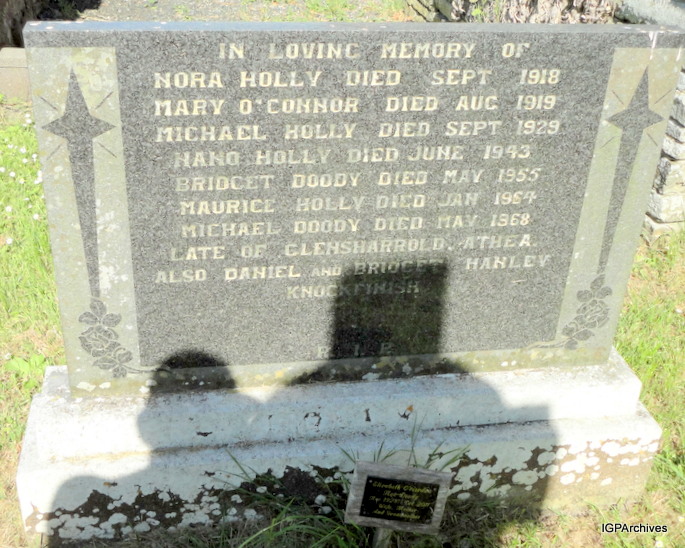 IN LOVING MEMORY OF
NORA HOLLY DIED SEPT 1918
MARY O'CONNOR DIED AUG 1919
MICHAEL HOLLY DIED SEPT 1929
NANO HOLLY DIED JUNE 1943
BRIDGET DOODY DIED MAY 1955
MAURICE HOLLY DIED JAN 1964
MICHAEL DOODY DIED MAY 1968
LATE OF GLENSHARROLD. ATHEA.
ALSO DANIEL AND BRIDGET HANLEY
KNOCKFINISH
R.I.P.
Elizabeth
IGPArchives